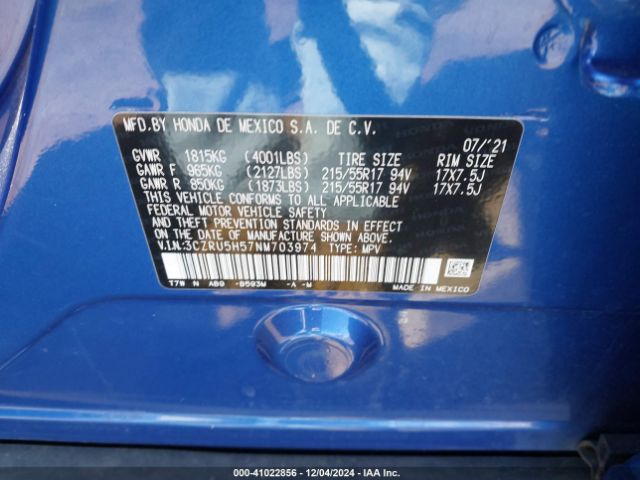 MFD.BY HONDA DE MEXICO S.A. DE C.V. 07/'21
GVWR 1815KG (4001LBS) TIRE SIZE RIM SIZE
GAWR F 965KG (2127LBS) 215/55R17 94V 17X7.5J
GAWR R 850KG (1873LBS) 215/55R17 94V 17X7.5J
THIS VEHICLE CONFORMS TO ALL APPLICABLE
FEDERAL MOTOR VEHICLE SAFETY AND
THEFT PREVENTION STANDARDS IN EFFECT
ON THE DATE OF MANUFACTURE SHOWN ABOVE.
V.I.N:3CZRU5H57NM703974 TYPE: MPV
T7W N AB9 -B593M -A -M
MADE IN MEXICO
000-41022856 - 12/04/2024 - IAA Inc.